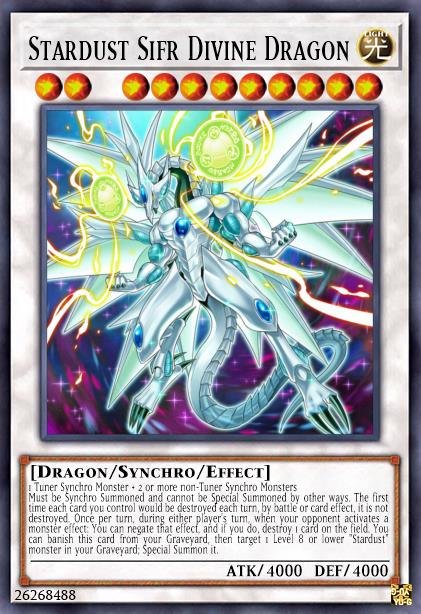 Stardust Sifr Divine Dragon
LIGHT
光
[Dragon/Synchro/Effect]
1 Tuner Synchro Monster + 2 or more non-Tuner Synchro Monsters
Must be Synchro Summoned and cannot be Special Summoned by other ways. The first
time each card you control would be destroyed each turn, by battle or card effect, it is not
destroyed. Once per turn, during either player's turn, when your opponent activates a
monster effect: You can negate that effect, and if you do, destroy 1 card on the field. You
can banish this card from your Graveyard, then target 1 Level 8 or lower "Stardust"
monster in your Graveyard; Special Summon it.
ATK/4000 DEF/4000
26268488